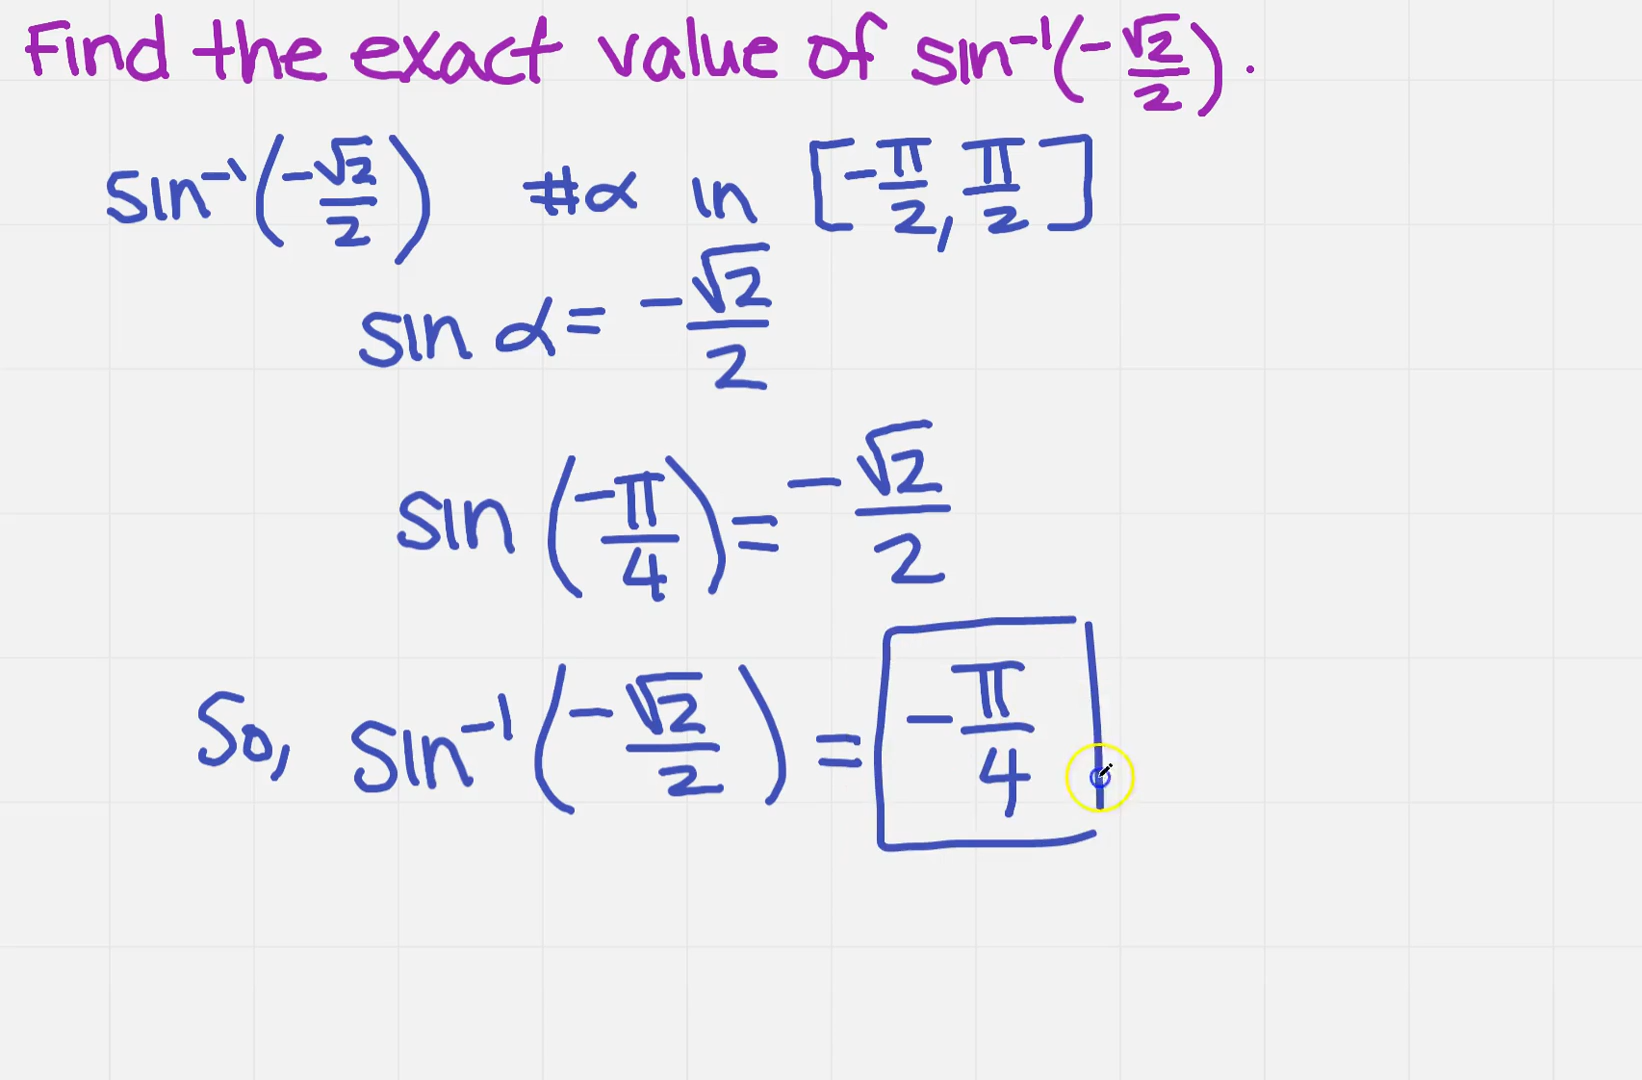 Find the exact value of sin⁻¹(-√2/2).
sin⁻¹(-√2/2) #α in [-π/2, π/2]
sin α = -√2/2
sin (-π/4) = -√2/2
So, sin⁻¹(-√2/2) = -π/4